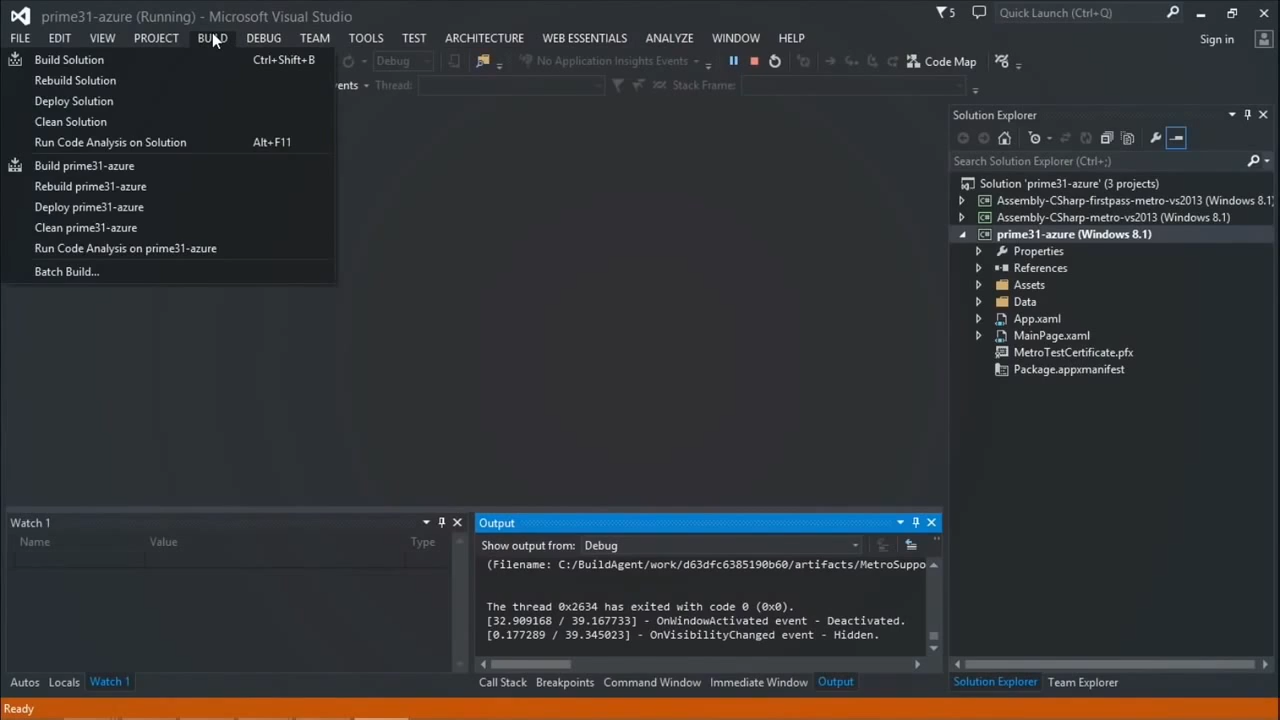 prime31-azure (Running) - Microsoft Visual Studio
5
Quick Launch (Ctrl+Q)
FILE EDIT VIEW PROJECT BUILD DEBUG TEAM TOOLS TEST ARCHITECTURE WEB ESSENTIALS ANALYZE WINDOW HELP
Sign in
Build Solution Ctrl+Shift+B
Rebuild Solution
Deploy Solution
Clean Solution
Run Code Analysis on Solution Alt+F11
Build prime31-azure
Rebuild prime31-azure
Deploy prime31-azure
Clean prime31-azure
Run Code Analysis on prime31-azure
Batch Build...
Debug
No Application Insights Events
Code Map
vents
Thread:
Stack Frame:
Solution Explorer
Search Solution Explorer (Ctrl+;)
Solution 'prime31-azure' (3 projects)
Assembly-CSharp-firstpass-metro-vs2013 (Windows 8.1)
Assembly-CSharp-metro-vs2013 (Windows 8.1)
prime31-azure (Windows 8.1)
Properties
References
Assets
Data
App.xaml
MainPage.xaml
MetroTestCertificate.pfx
Package.appxmanifest
Watch 1
Name Value Type
Output
Show output from: Debug
(Filename: C:/BuildAgent/work/d63dfc6385190b60/artifacts/MetroSuppo
The thread 0x2634 has exited with code 0 (0x0).
[32.909168 / 39.167733] - OnWindowActivated event - Deactivated.
[0.177289 / 39.345023] - OnVisibilityChanged event - Hidden.
Autos Locals Watch 1
Call Stack Breakpoints Command Window Immediate Window Output
Solution Explorer Team Explorer
Ready